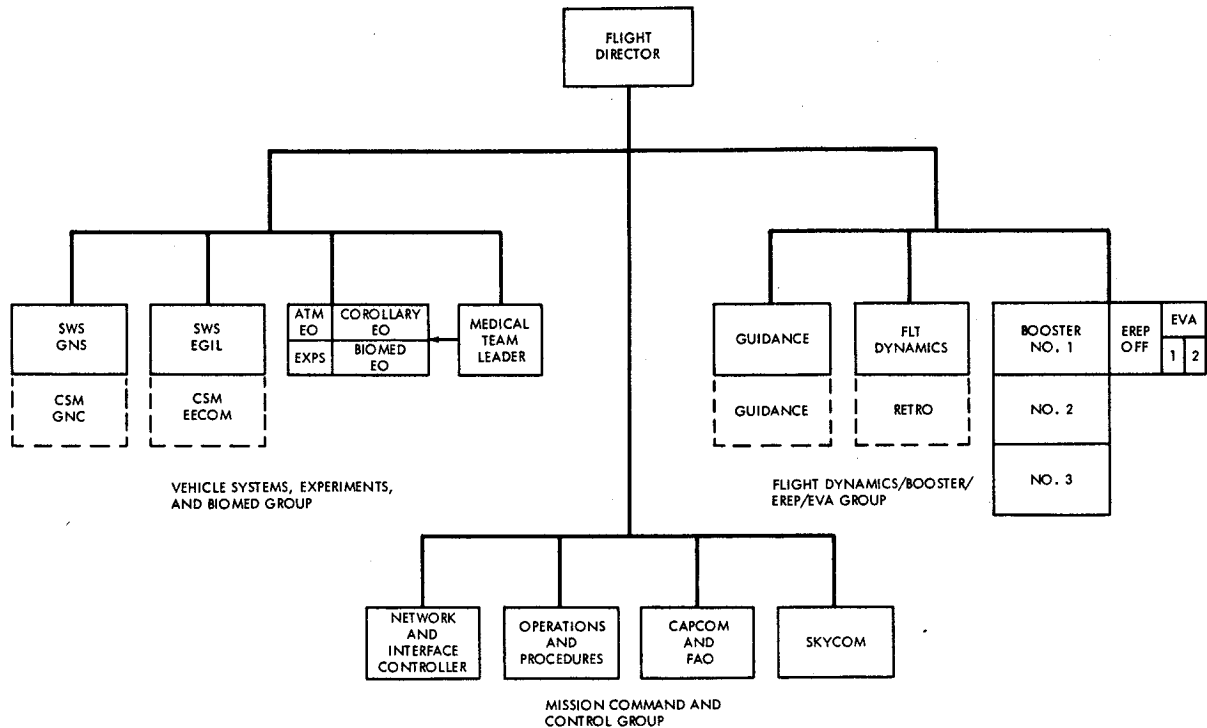 FLIGHT
DIRECTOR
SWS
GNS
CSM
GNC
SWS
EGIL
CSM
EECOM
ATM
EO
COROLLARY
EO
EXPS
BIOMED
EO
MEDICAL
TEAM
LEADER
VEHICLE SYSTEMS, EXPERIMENTS,
AND BIOMED GROUP
GUIDANCE
GUIDANCE
FLT
DYNAMICS
RETRO
BOOSTER
NO. 1
NO. 2
NO. 3
EREP
OFF
EVA
1 2
FLIGHT DYNAMICS/BOOSTER/
EREP/EVA GROUP
NETWORK
AND
INTERFACE
CONTROLLER
OPERATIONS
AND
PROCEDURES
CAPCOM
AND
FAO
SKYCOM
MISSION COMMAND AND
CONTROL GROUP